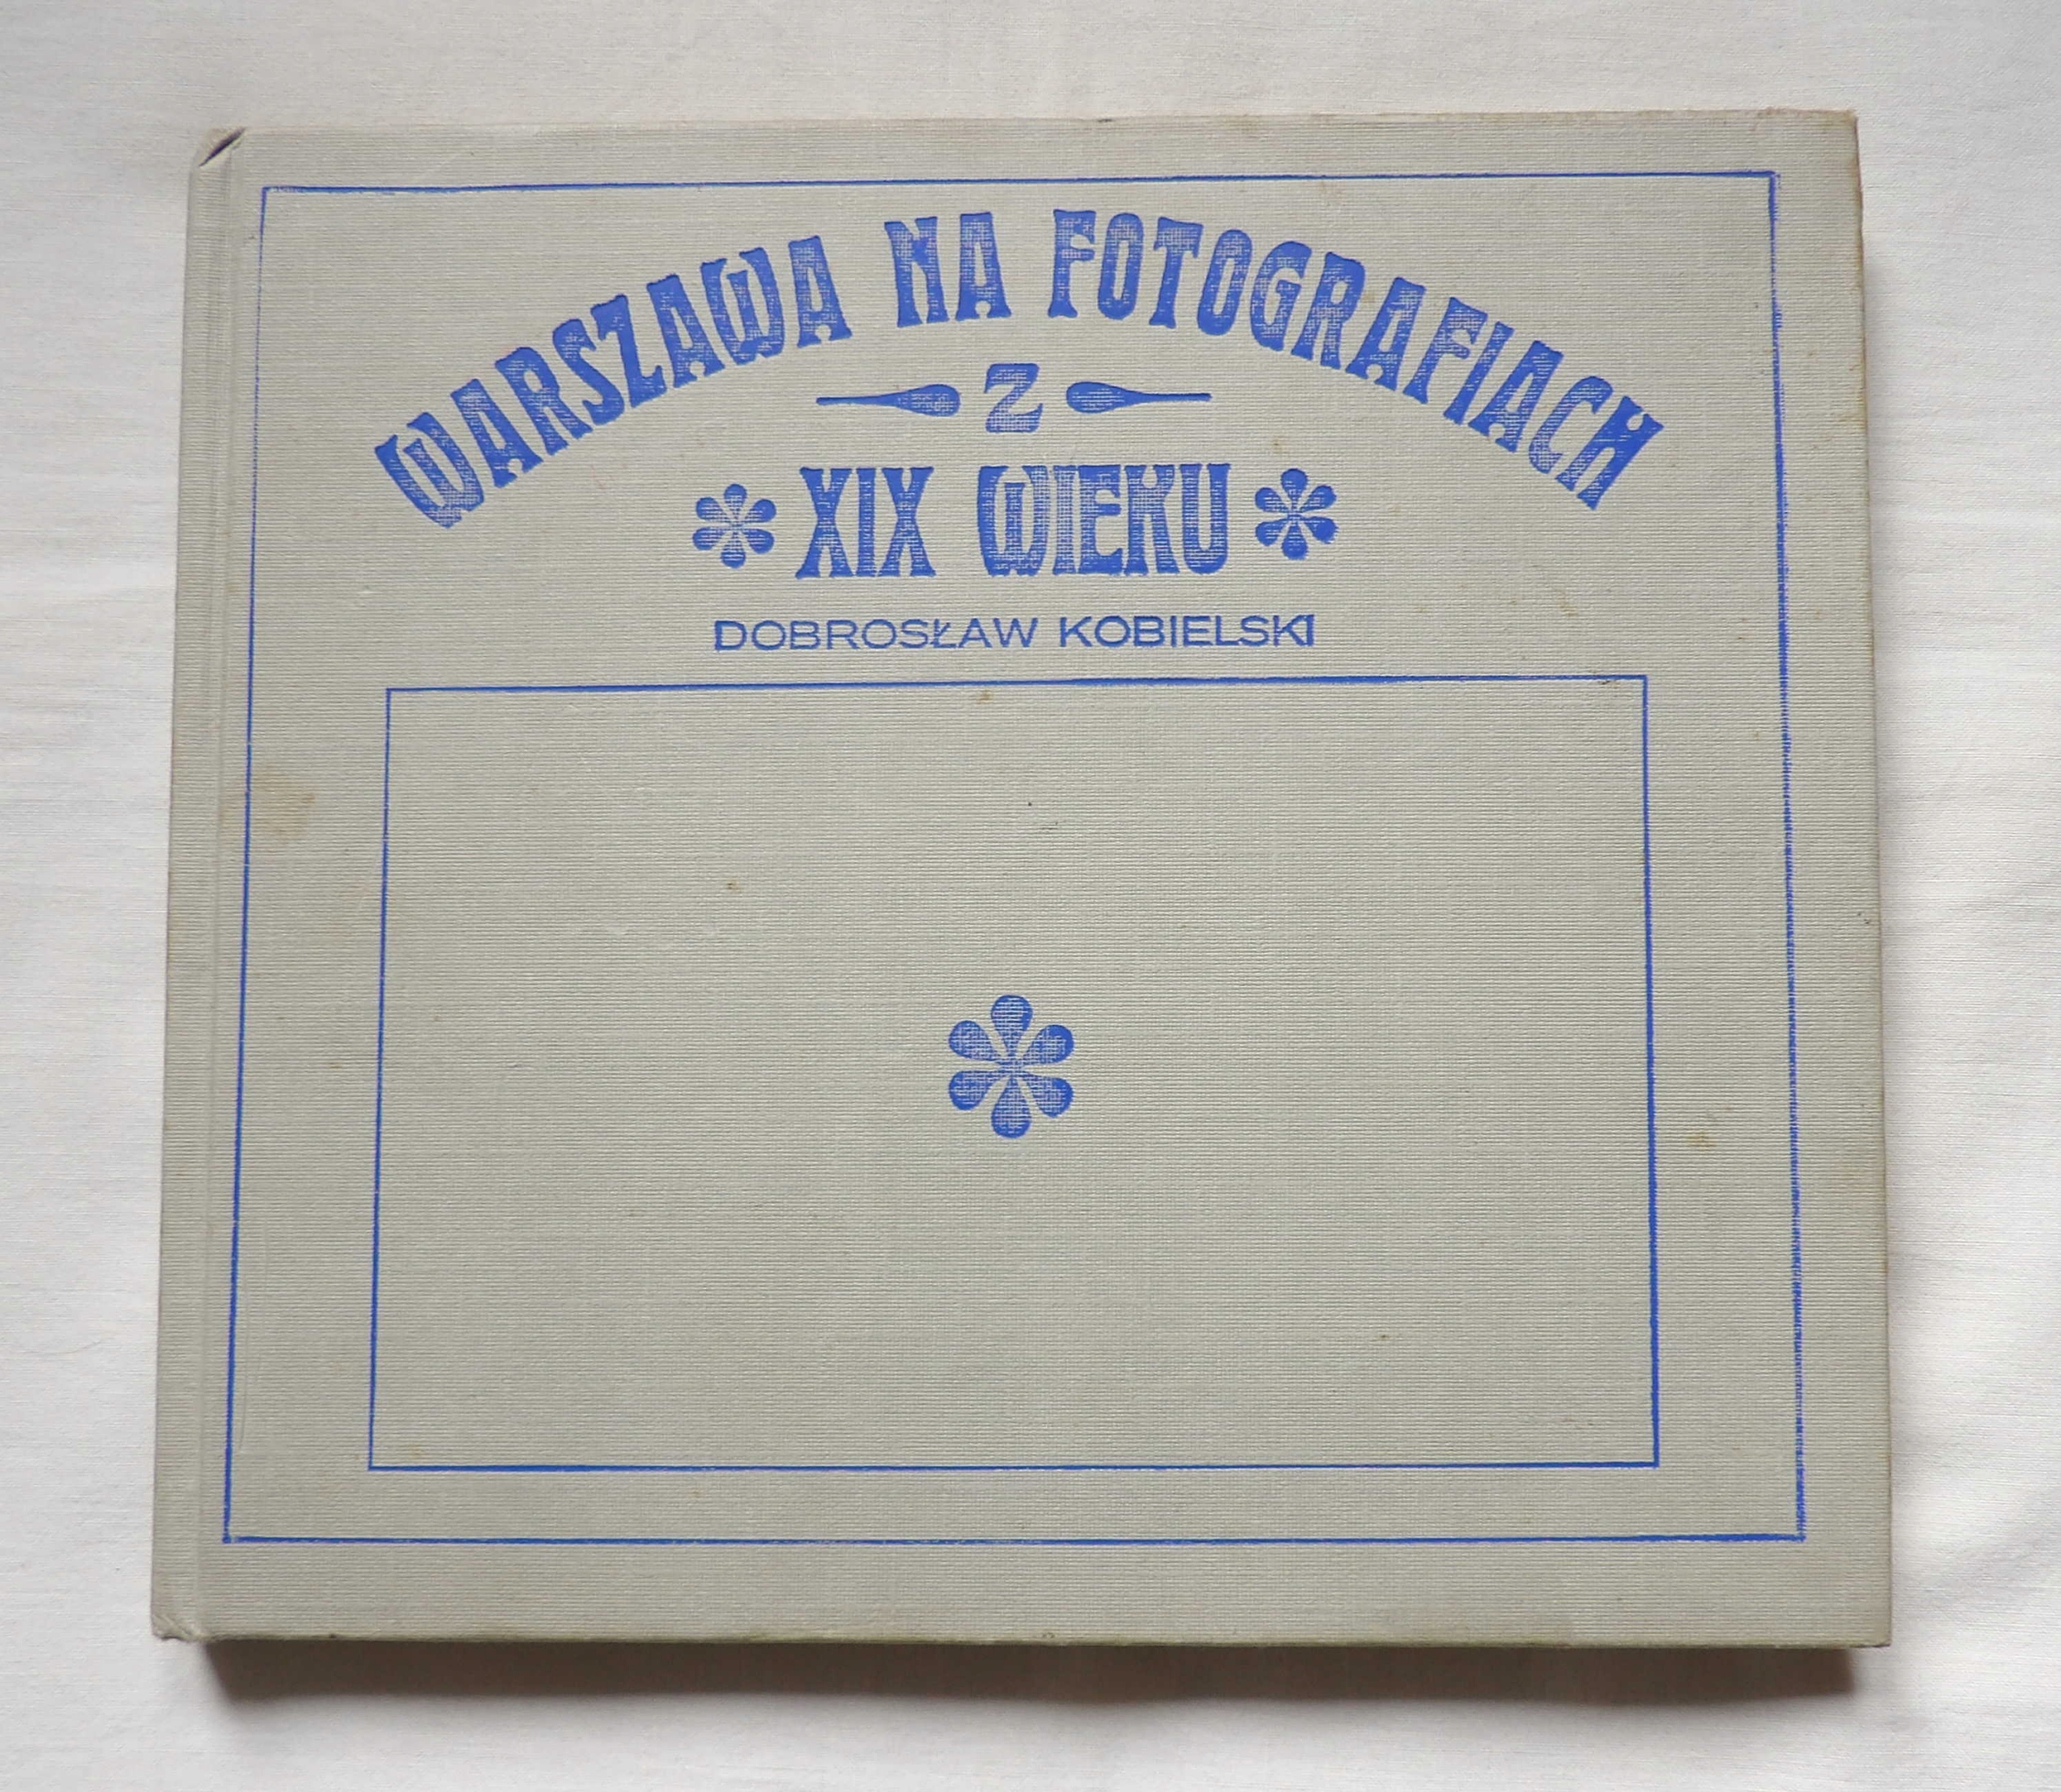 WARSZAWA NA FOTOGRAFIACH
Z
XIX WIEKU
DOBROSŁAW KOBIELSKI